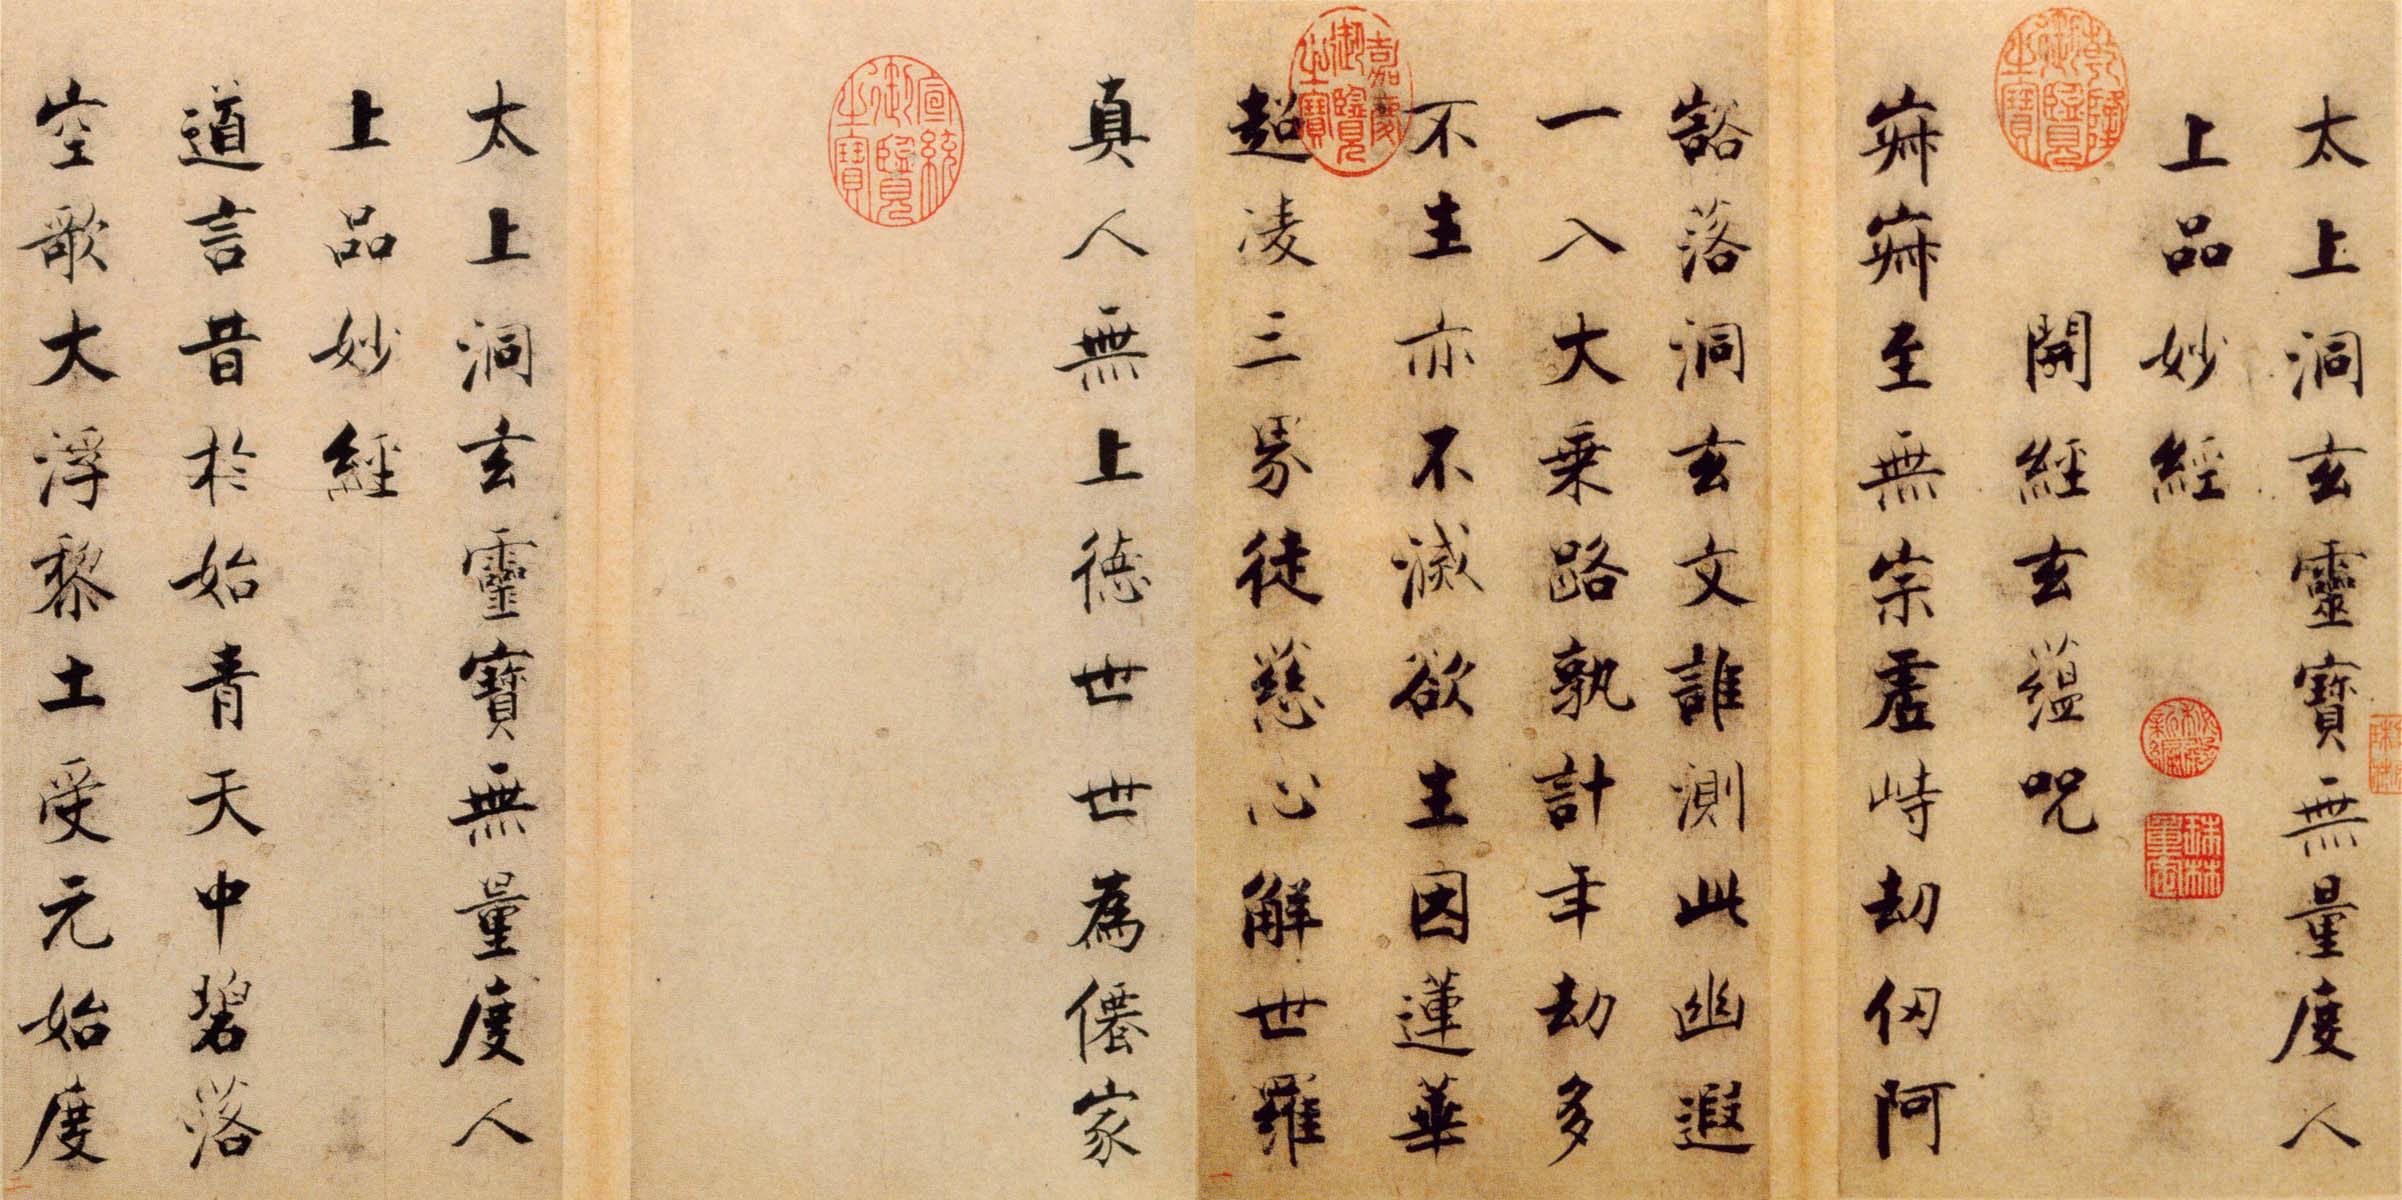 太上洞玄靈寶無量度人
上品妙經
開經玄蘊咒
寂寂至無宗虛峙劫仞阿
豁落洞玄文誰測此幽遐
一入大乘路孰計年劫多
不生亦不滅欲生因蓮華
超凌三界徒慈心解世羅
真人無上德世世為僊家
太上洞玄靈寶無量度人
上品妙經
道言昔於始青天中碧落
空歌大浮黎土受元始度
乾隆御覽之寶
嘉慶御覽之寶
宣統御覽之寶